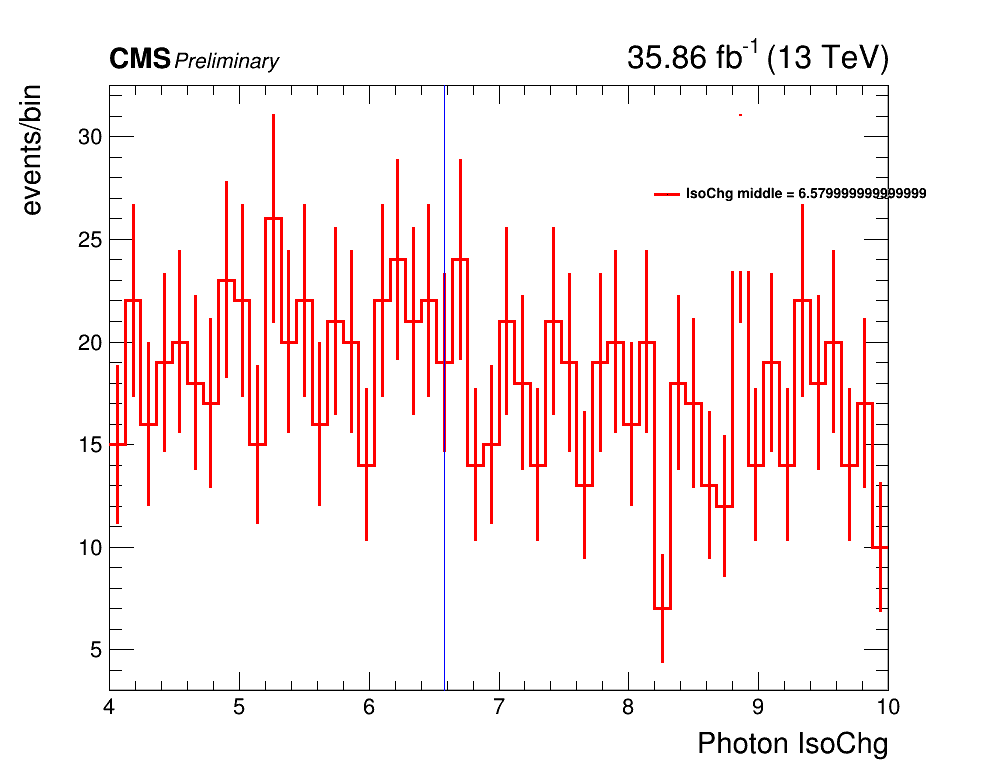 CMS Preliminary 35.86 fb⁻¹ (13 TeV)
events/bin
30
25
20
15
10
5
IsoChg middle = 6.579999999999999
4 5 6 7 8 9 10
Photon IsoChg